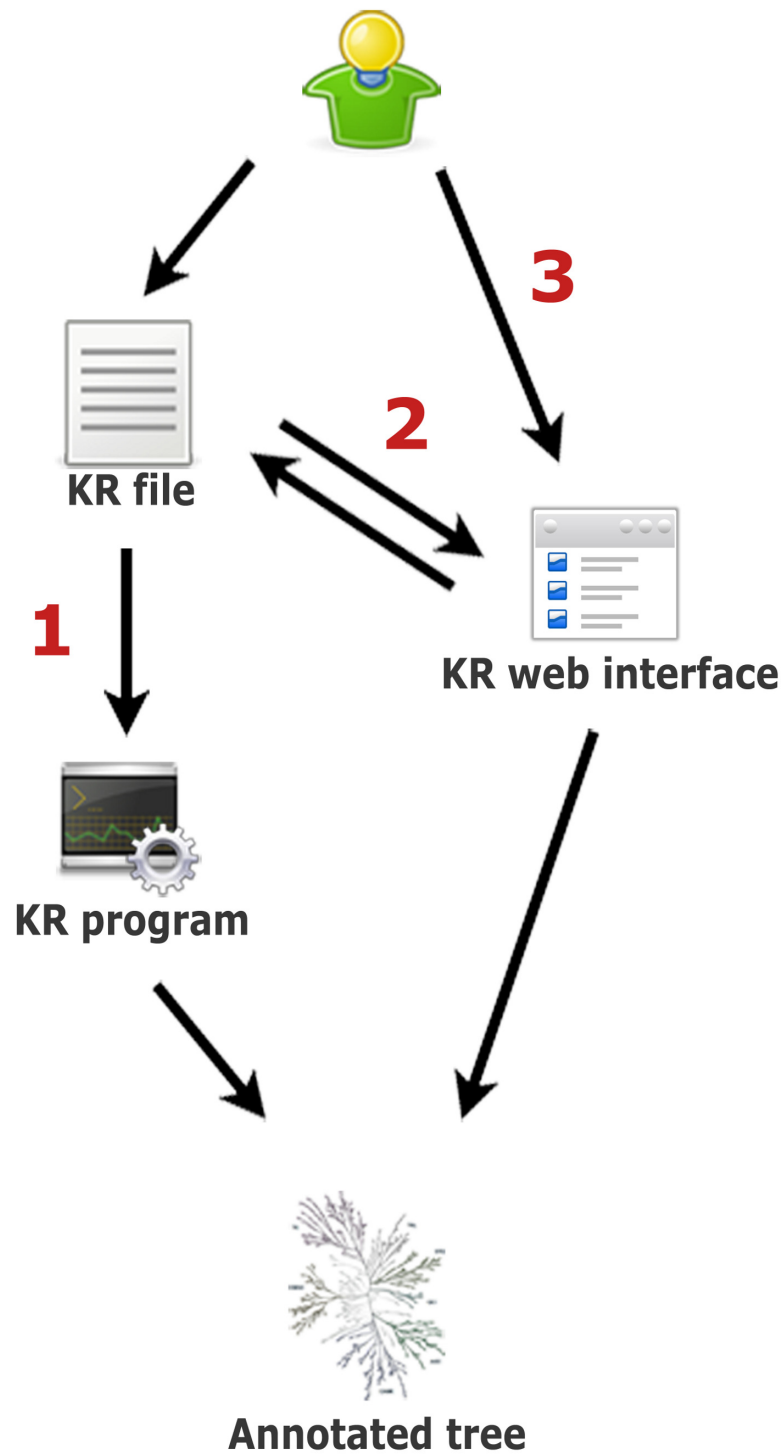 3
2
KR file
1
KR web interface
KR program
Annotated tree